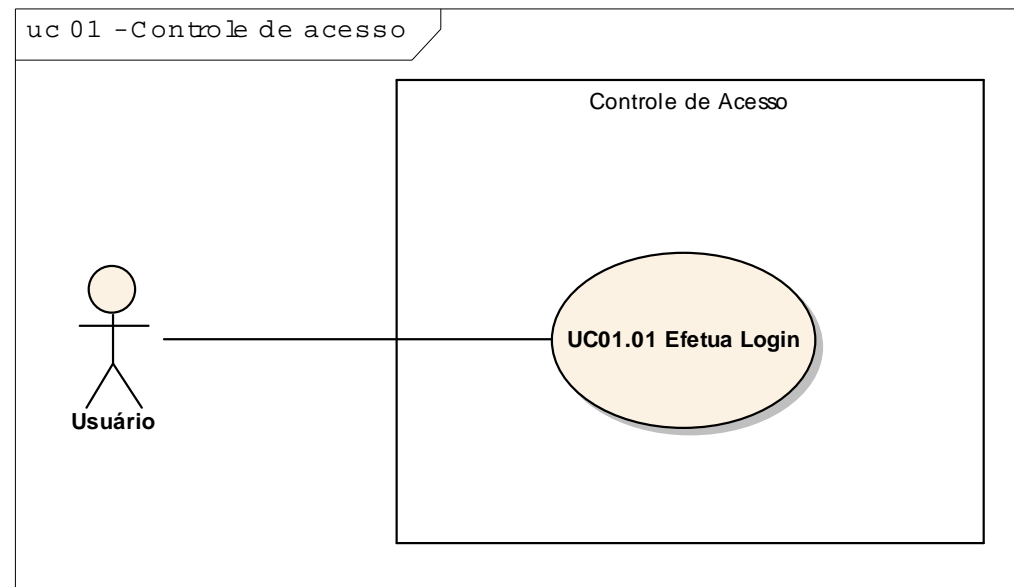 uc 01 -Controle de acesso
Controle de Acesso
UC01.01 Efetua Login
Usuário